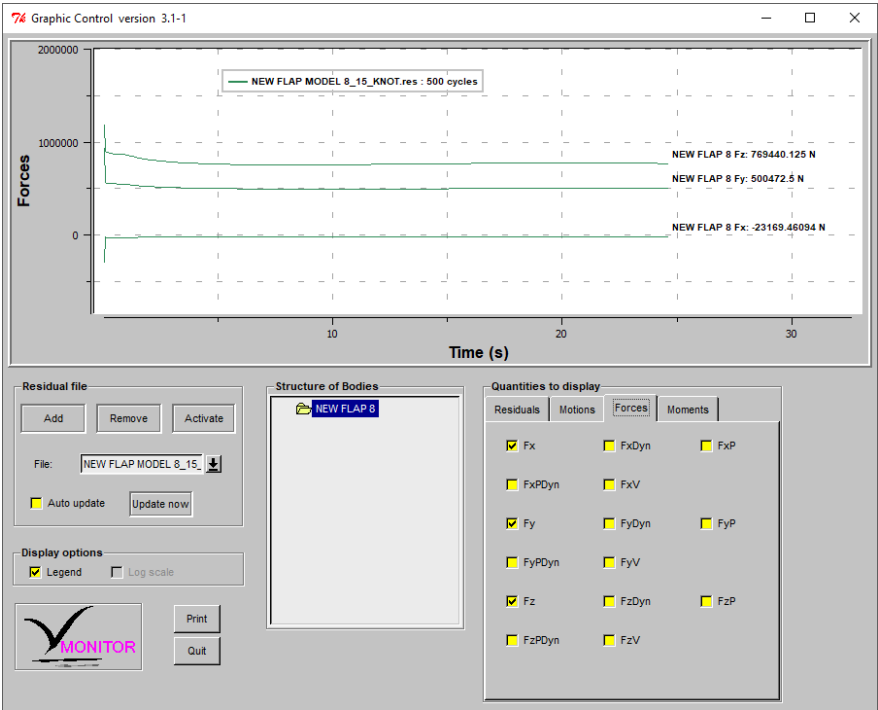 Graphic Control version 3.1-1
2000000
NEW FLAP MODEL 8_15_KNOT.res : 500 cycles
1000000
NEW FLAP 8 Fz: 769440.125 N
NEW FLAP 8 Fy: 500472.5 N
NEW FLAP 8 Fx: -23169.46094 N
0
Forces
10 20 30
Time (s)
Residual file
Add Remove Activate
File: NEW FLAP MODEL 8_15_
Auto update Update now
Display options
Legend Log scale
MONITOR
Print
Quit
Structure of Bodies
NEW FLAP 8
Quantities to display
Residuals Motions Forces Moments
Fx FxDyn FxP
FxPDyn FxV
Fy FyDyn FyP
FyPDyn FyV
Fz FzDyn FzP
FzPDyn FzV